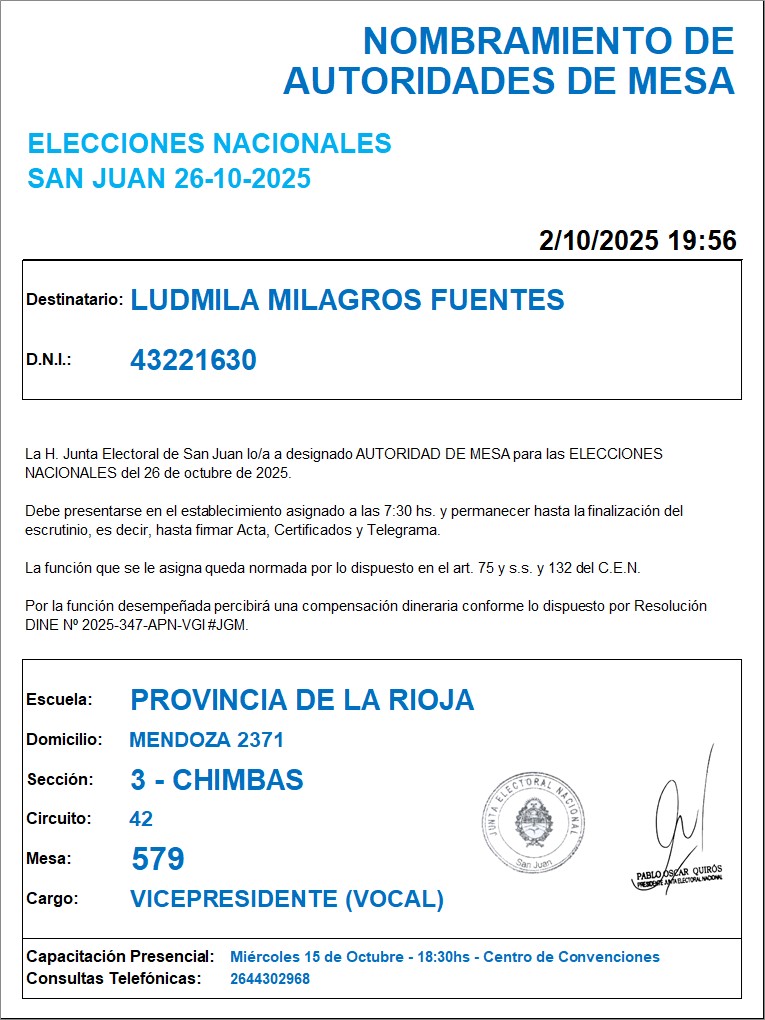 NOMBRAMIENTO DE
AUTORIDADES DE MESA
ELECCIONES NACIONALES
SAN JUAN 26-10-2025
2/10/2025 19:56
Destinatario: LUDMILA MILAGROS FUENTES
D.N.I.: 43221630
La H. Junta Electoral de San Juan lo/a a designado AUTORIDAD DE MESA para las ELECCIONES
NACIONALES del 26 de octubre de 2025.
Debe presentarse en el establecimiento asignado a las 7:30 hs. y permanecer hasta la finalización del
escrutinio, es decir, hasta firmar Acta, Certificados y Telegrama.
La función que se le asigna queda normada por lo dispuesto en el art. 75 y s.s. y 132 del C.E.N.
Por la función desempeñada percibirá una compensación dineraria conforme lo dispuesto por Resolución
DINE Nº 2025-347-APN-VGI#JGM.
Escuela: PROVINCIA DE LA RIOJA
Domicilio: MENDOZA 2371
Sección: 3 - CHIMBAS
Circuito: 42
Mesa: 579
Cargo: VICEPRESIDENTE (VOCAL)
JUNTA ELECTORAL NACIONAL
San Juan
PABLO OSCAR QUIRÓS
PRESIDENTE JUNTA ELECTORAL NACIONAL
Capacitación Presencial: Miércoles 15 de Octubre - 18:30hs - Centro de Convenciones
Consultas Telefónicas: 2644302968